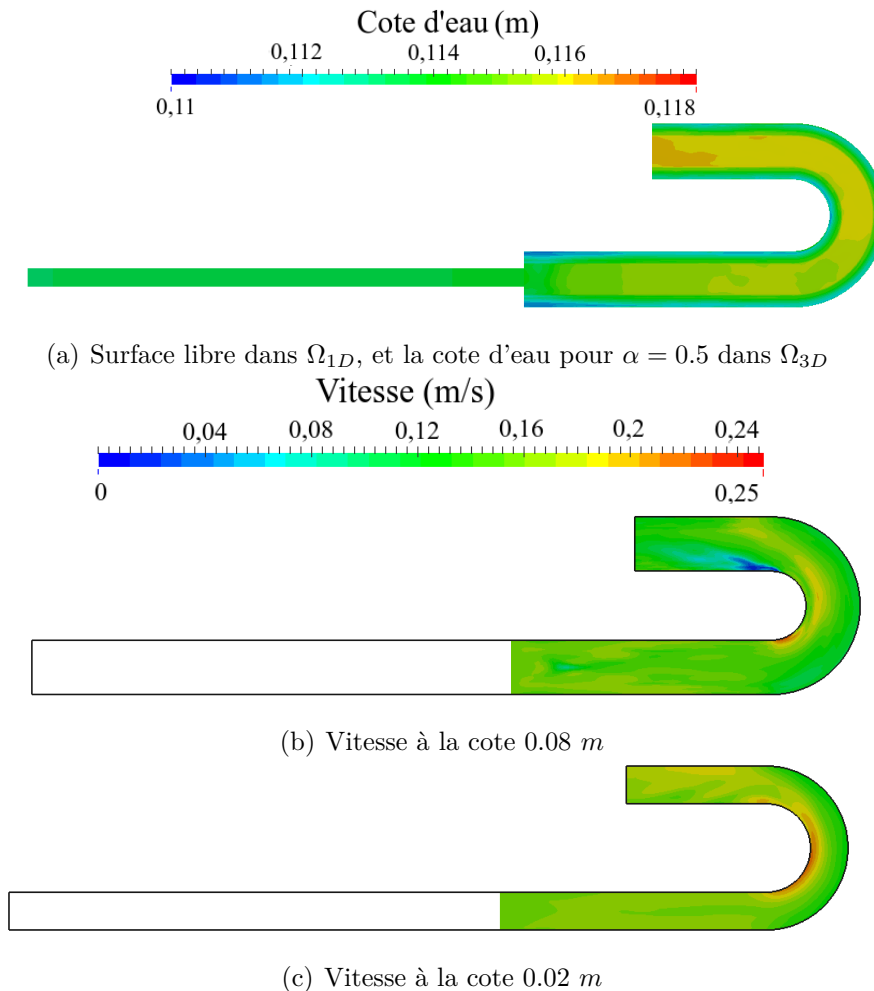 Cote d'eau (m)
0,112 0,114 0,116
0,11 0,118
(a) Surface libre dans Ω1D, et la cote d'eau pour α = 0.5 dans Ω3D
Vitesse (m/s)
0,04 0,08 0,12 0,16 0,2 0,24
0 0,25
(b) Vitesse à la cote 0.08 m
(c) Vitesse à la cote 0.02 m